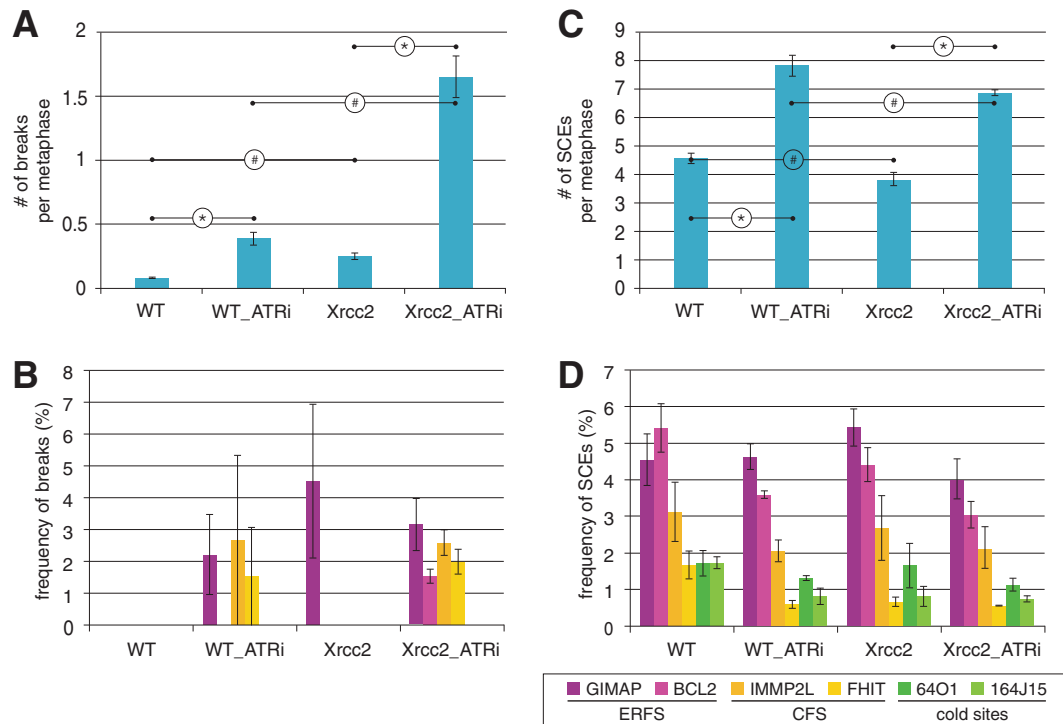 A
# of breaks
per metaphase
2
1.5
1
0.5
0
*
#
#
*
WT
WT_ATRi
Xrcc2
Xrcc2_ATRi
C
# of SCEs
per metaphase
9
8
7
6
5
4
3
2
1
0
*
#
#
*
WT
WT_ATRi
Xrcc2
Xrcc2_ATRi
B
frequency of breaks (%)
8
7
6
5
4
3
2
1
0
WT
WT_ATRi
Xrcc2
Xrcc2_ATRi
D
frequency of SCEs (%)
7
6
5
4
3
2
1
0
WT
WT_ATRi
Xrcc2
Xrcc2_ATRi
GIMAP BCL2 IMMP2L FHIT 64O1 164J15
ERFS CFS cold sites